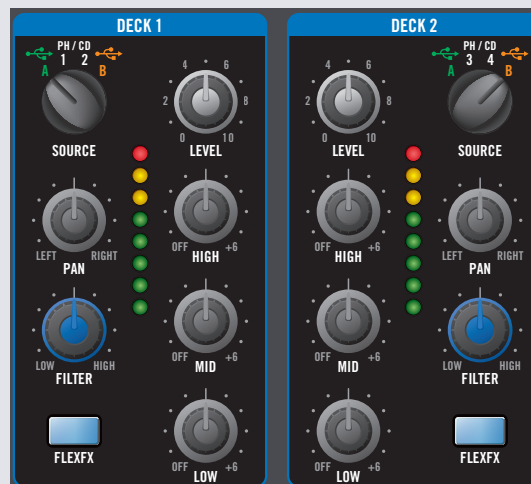 DECK 1
PH / CD
1 2
A B
4 6
2 8
0 10
SOURCE
LEVEL
LEFT RIGHT
PAN
OFF +6
HIGH
LOW HIGH
FILTER
OFF +6
MID
FLEXFX
OFF +6
LOW
DECK 2
4 6
2 8
0 10
LEVEL
PH / CD
3 4
A B
SOURCE
OFF +6
HIGH
LEFT RIGHT
PAN
OFF +6
MID
LOW HIGH
FILTER
OFF +6
LOW
FLEXFX